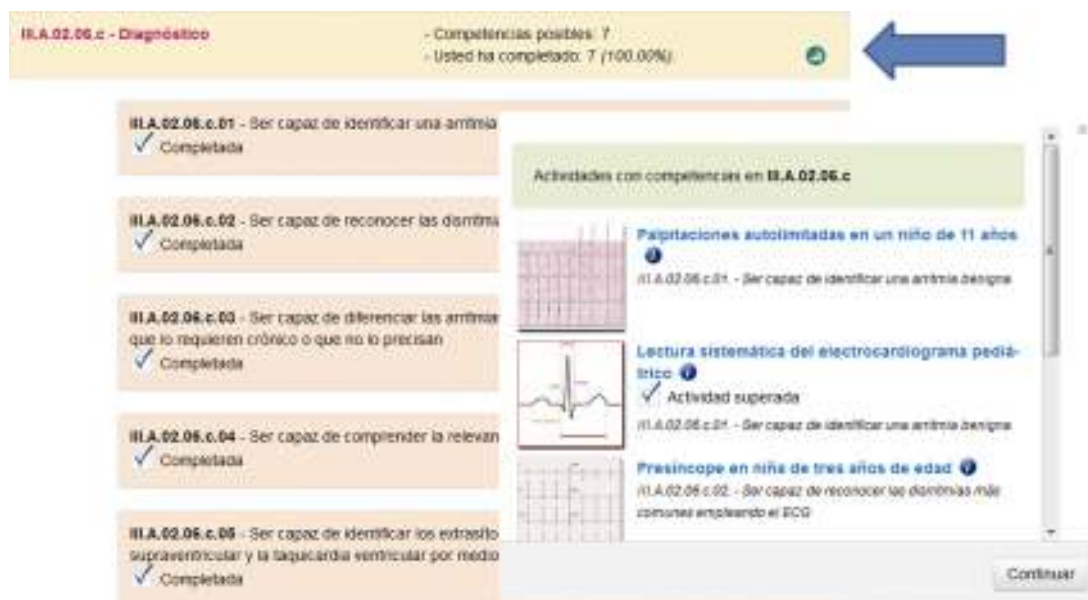 III.A.02.06.c - Diagnóstico
- Competencias posibles: 7
- Usted ha completado: 7 (100.00%).
III.A.02.06.c.01 - Ser capaz de identificar una arritmia
Completada
III.A.02.06.c.02 - Ser capaz de reconocer las disritmia
Completada
III.A.02.06.c.03 - Ser capaz de diferenciar las arritmias
que lo requieren crónico o que no lo precisan
Completada
III.A.02.06.c.04 - Ser capaz de comprender la relevan
Completada
III.A.02.06.c.05 - Ser capaz de identificar los extrasísto
supraventricular y la taquicardia ventricular por medio
Completada
Actividades con competencias en III.A.02.06.c
Palpitaciones autolimitadas en un niño de 11 años
III.A.02.06.c.01. - Ser capaz de identificar una arritmia benigna
Lectura sistemática del electrocardiograma pediá-
trico
Actividad superada
III.A.02.06.c.01. - Ser capaz de identificar una arritmia benigna
Presíncope en niña de tres años de edad
III.A.02.06.c.02. - Ser capaz de reconocer las disritmias más
comunes empleando el ECG
Continuar